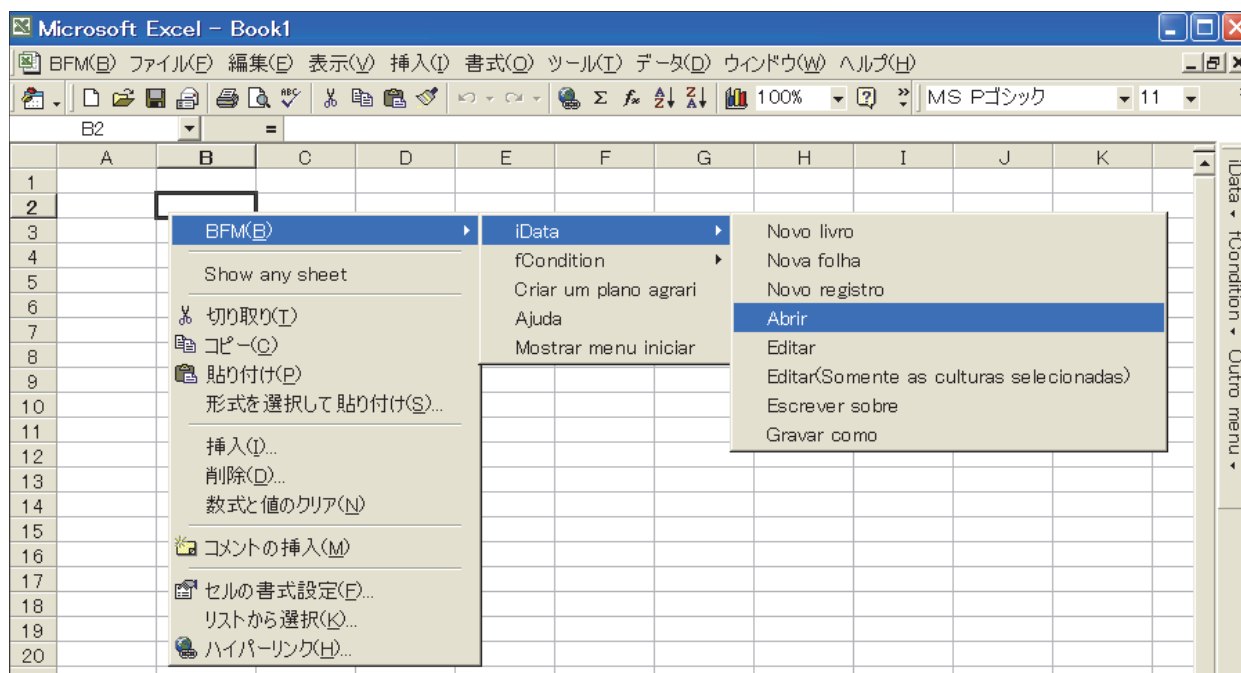 Microsoft Excel - Book1
BFM(B) ファイル(F) 編集(E) 表示(V) 挿入(I) 書式(O) ツール(T) データ(D) ウィンドウ(W) ヘルプ(H)
100% MS Pゴシック 11
B2 =
A B C D E F G H I J K
1
2
3
4
5
6
7
8
9
10
11
12
13
14
15
16
17
18
19
20
BFM(B)
Show any sheet
切り取り(T)
コピー(C)
貼り付け(P)
形式を選択して貼り付け(S)...
挿入(I)...
削除(D)...
数式と値のクリア(N)
コメントの挿入(M)
セルの書式設定(F)...
リストから選択(K)...
ハイパーリンク(H)...
iData
fCondition
Criar um plano agrari
Ajuda
Mostrar menu iniciar
Novo livro
Nova folha
Novo registro
Abrir
Editar
Editar(Somente as culturas selecionadas)
Escrever sobre
Gravar como
iData fCondition Outro menu